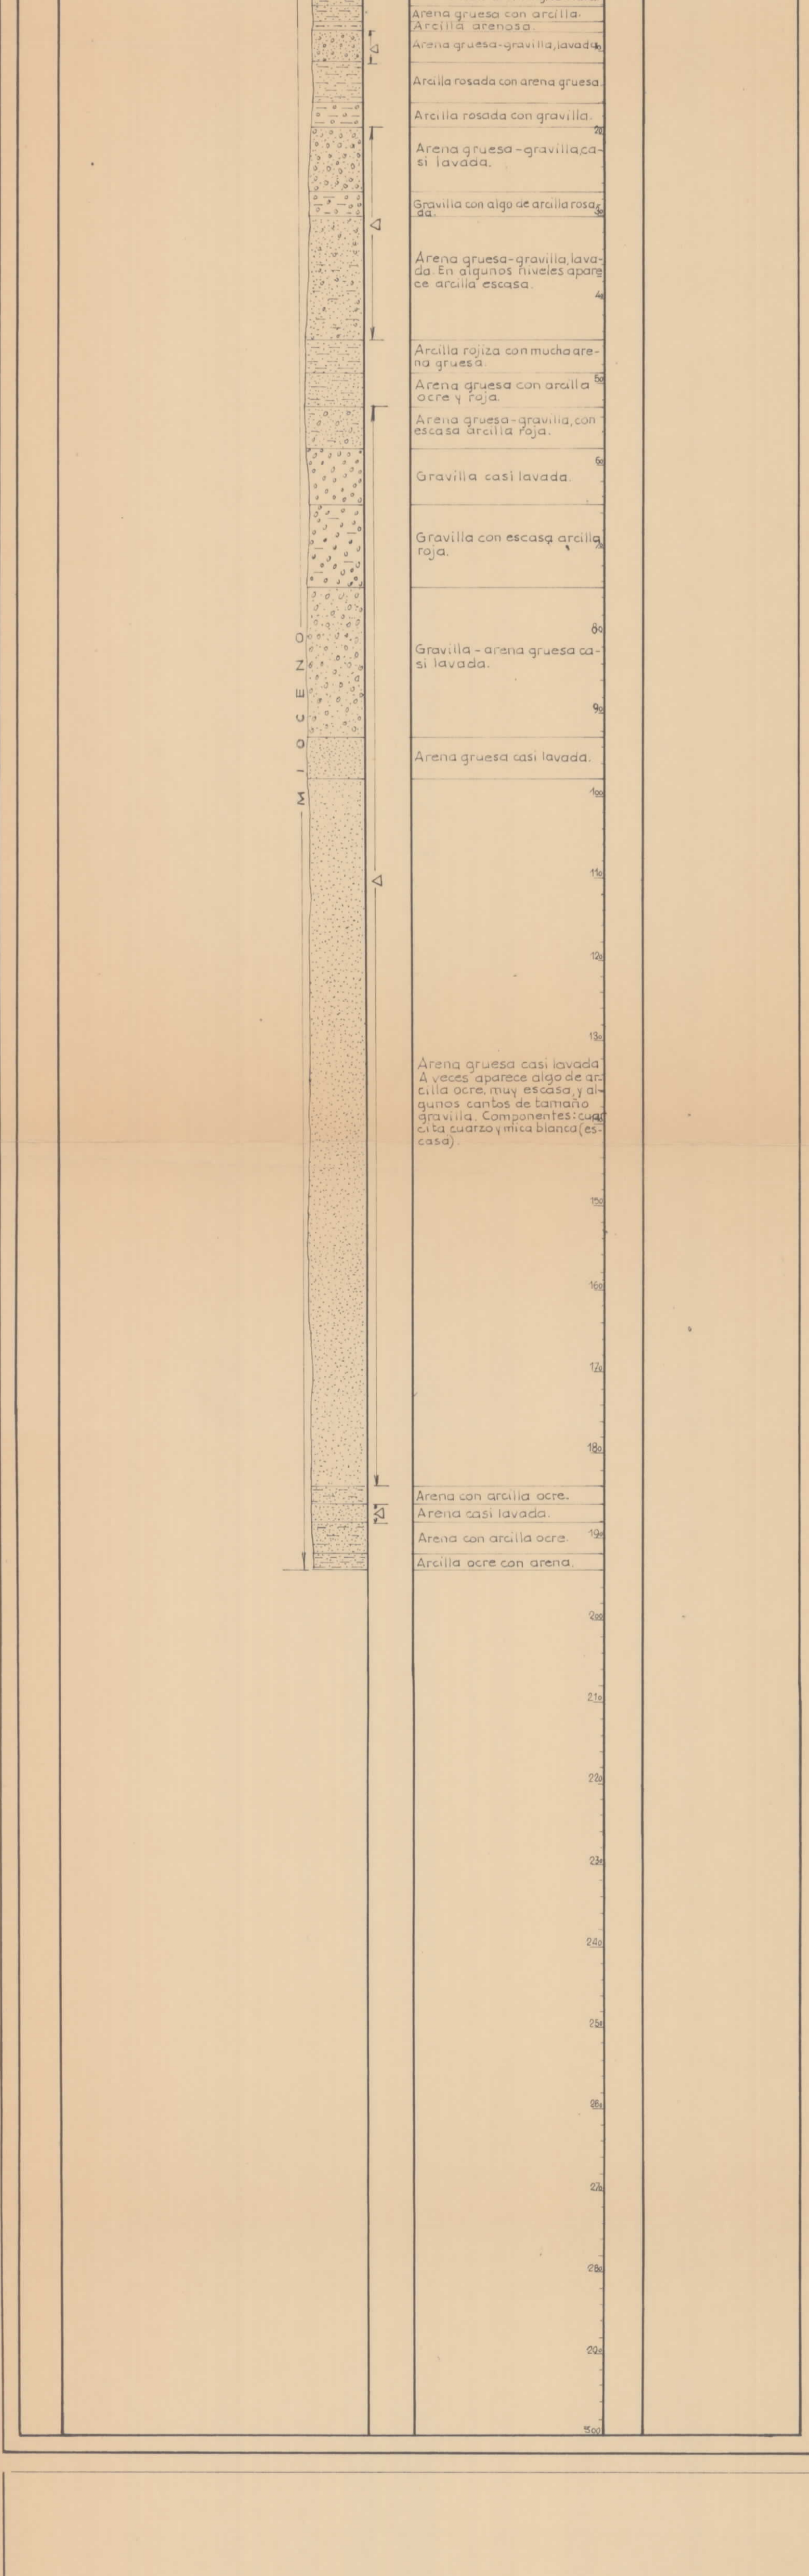 Arena gruesa con arcilla.
Arcilla arenosa.
Arena gruesa-gravilla, lavada.
Arcilla rosada con arena gruesa.
Arcilla rosada con gravilla.
20
Arena gruesa-gravilla, ca-
si lavada.
Gravilla con algo de arcilla rosa-
da.
30
Arena gruesa-gravilla, lava-
da. En algunos niveles apare
ce arcilla escasa.
40
Arcilla rojiza con mucha are-
na gruesa.
50
Arena gruesa con arcilla
ocre y roja.
Arena gruesa-gravilla, con
escasa arcilla roja.
60
Gravilla casi lavada.
Gravilla con escasa arcilla
roja.
80
Gravilla - arena gruesa ca-
si lavada.
90
Arena gruesa casi lavada.
MIOCENO
100
110
120
130
Arena gruesa casi lavada
A veces aparece algo de ar-
cilla ocre, muy escasa, y al-
gunos cantos de tamaño
gravilla. Componentes: cuar
cita cuarzo y mica blanca (es-
casa).
150
160
170
180
Arena con arcilla ocre.
Arena casi lavada.
Arena con arcilla ocre.
190
Arcilla ocre con arena.
200
210
220
230
240
250
260
270
280
290
300